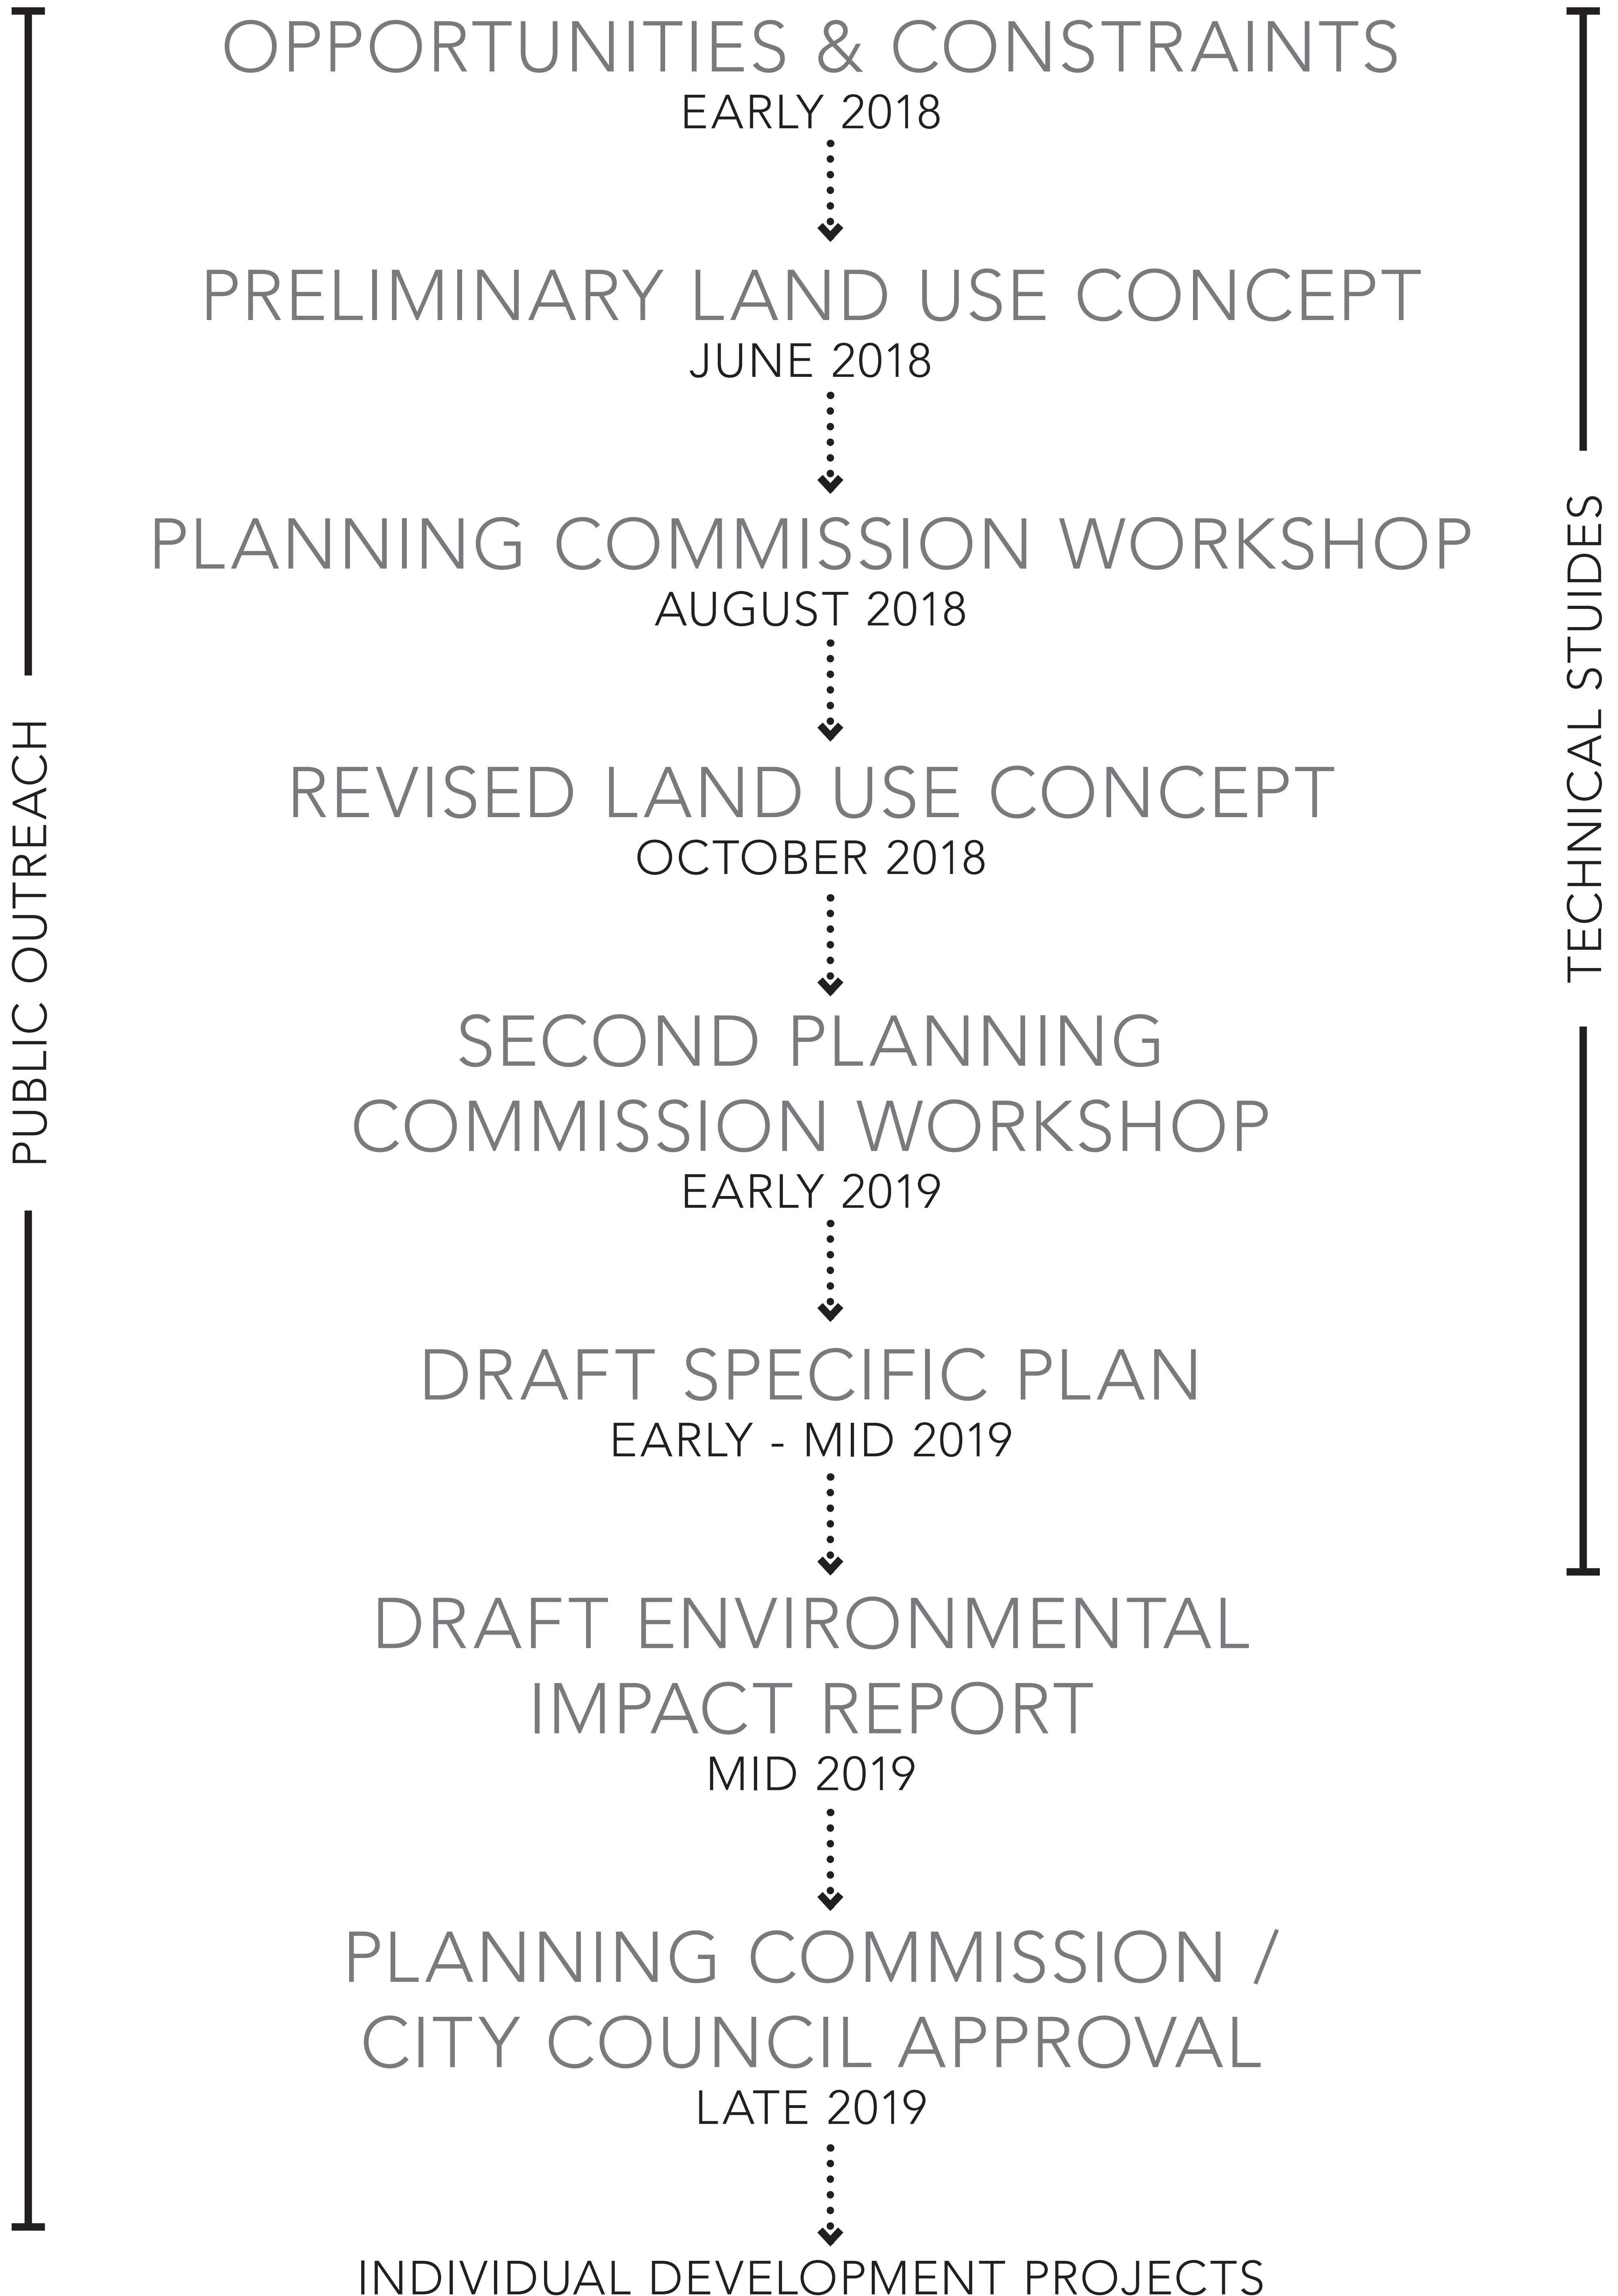 OPPORTUNITIES & CONSTRAINTS
EARLY 2018
PRELIMINARY LAND USE CONCEPT
JUNE 2018
PLANNING COMMISSION WORKSHOP
AUGUST 2018
REVISED LAND USE CONCEPT
OCTOBER 2018
SECOND PLANNING
COMMISSION WORKSHOP
EARLY 2019
DRAFT SPECIFIC PLAN
EARLY - MID 2019
DRAFT ENVIRONMENTAL
IMPACT REPORT
MID 2019
PLANNING COMMISSION /
CITY COUNCIL APPROVAL
LATE 2019
INDIVIDUAL DEVELOPMENT PROJECTS
PUBLIC OUTREACH
TECHNICAL STUIDES